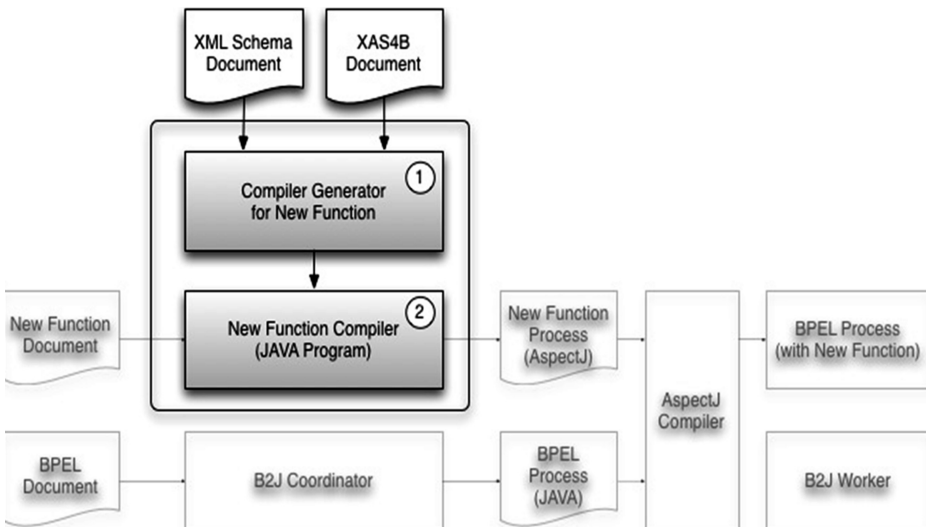 XML Schema
Document
XAS4B
Document
1
Compiler Generator
for New Function
2
New Function Compiler
(JAVA Program)
New Function
Document
New Function
Process
(AspectJ)
AspectJ
Compiler
BPEL Process
(with New Function)
BPEL
Document
B2J Coordinator
BPEL
Process
(JAVA)
B2J Worker